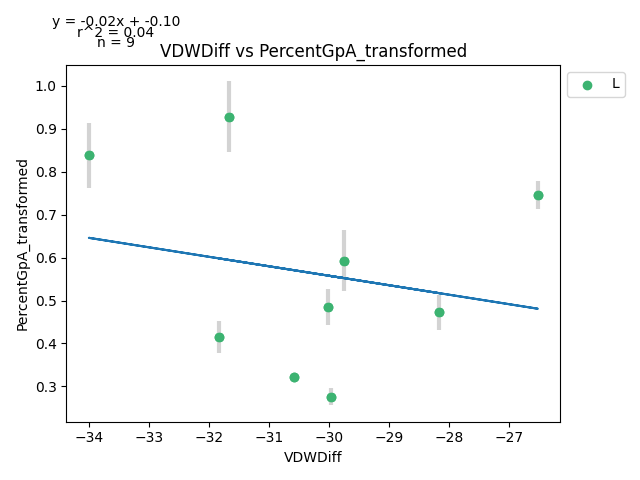 y = -0.02x + -0.10
r^2 = 0.04
n = 9
VDWDiff vs PercentGpA_transformed
L
PercentGpA_transformed
1.0
0.9
0.8
0.7
0.6
0.5
0.4
0.3
−34 −33 −32 −31 −30 −29 −28 −27
VDWDiff